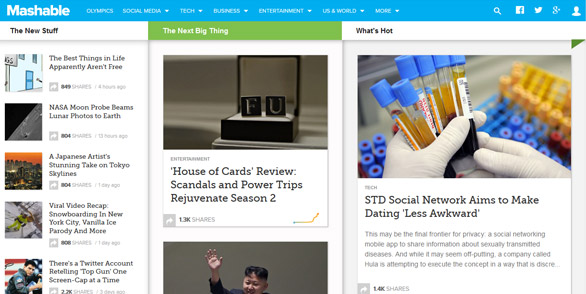 Mashable
OLYMPICS SOCIAL MEDIA TECH BUSINESS ENTERTAINMENT US & WORLD MORE
The New Stuff
The Best Things in Life
Apparently Aren't Free
849 SHARES / 4 hours ago
NASA Moon Probe Beams
Lunar Photos to Earth
804 SHARES / 13 hours ago
A Japanese Artist's
Stunning Take on Tokyo
Skylines
804 SHARES / 1 day ago
Viral Video Recap:
Snowboarding In New
York City, Vanilla Ice
Parody And More
808 SHARES / 1 day ago
There's a Twitter Account
Retelling 'Top Gun' One
Screen-Cap at a Time
2.2K SHARES / 3 days ago
The Next Big Thing
FU
ENTERTAINMENT
'House of Cards' Review:
Scandals and Power Trips
Rejuvenate Season 2
1.3K SHARES
What's Hot
TECH
STD Social Network Aims to Make
Dating 'Less Awkward'
This may be the final frontier for privacy: a social networking
mobile app to share information about sexually transmitted
diseases. And while it may seem off-putting, a company called
Hula is attempting to execute the concept in a way that is discre...
1.4K SHARES